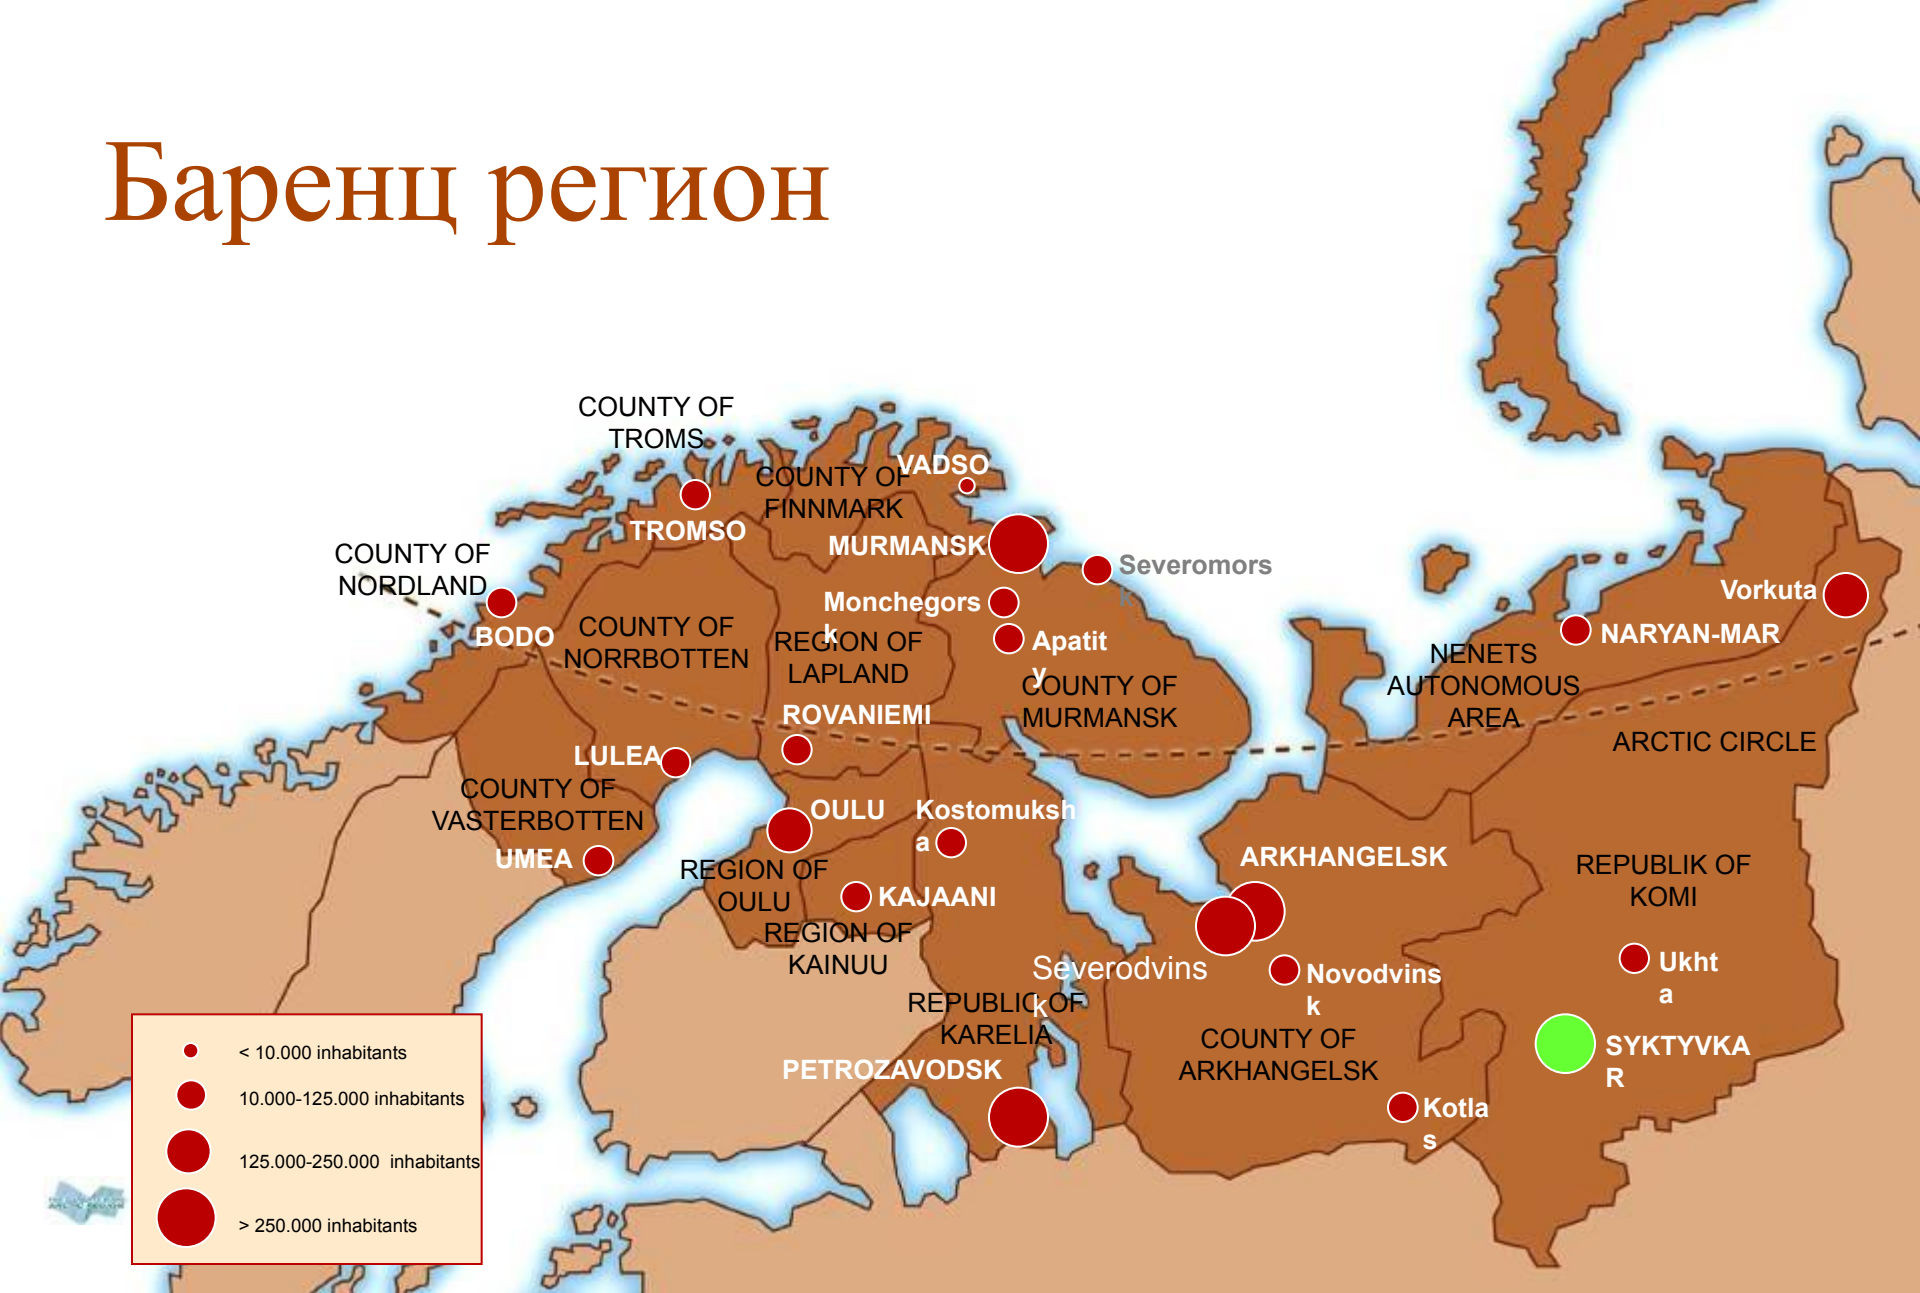 Баренц регион
COUNTY OF
TROMS
VADSO
COUNTY OF
FINNMARK
TROMSO
MURMANSK
COUNTY OF
NORDLAND
Severomors
k
Monchegors
k
Vorkuta
BODO
COUNTY OF
NORRBOTTEN
REGION OF
LAPLAND
Apatit
y
NARYAN-MAR
NENETS
AUTONOMOUS
AREA
COUNTY OF
MURMANSK
ROVANIEMI
ARCTIC CIRCLE
LULEA
COUNTY OF
VASTERBOTTEN
OULU
Kostomuksh
a
UMEA
REGION OF
OULU
ARKHANGELSK
REPUBLIK OF
KOMI
KAJAANI
REGION OF
KAINUU
Severodvins
k
Novodvins
k
Ukht
a
REPUBLIC OF
KARELIA
COUNTY OF
ARKHANGELSK
SYKTYVKA
R
PETROZAVODSK
Kotla
s
< 10.000 inhabitants
10.000-125.000 inhabitants
125.000-250.000 inhabitants
> 250.000 inhabitants